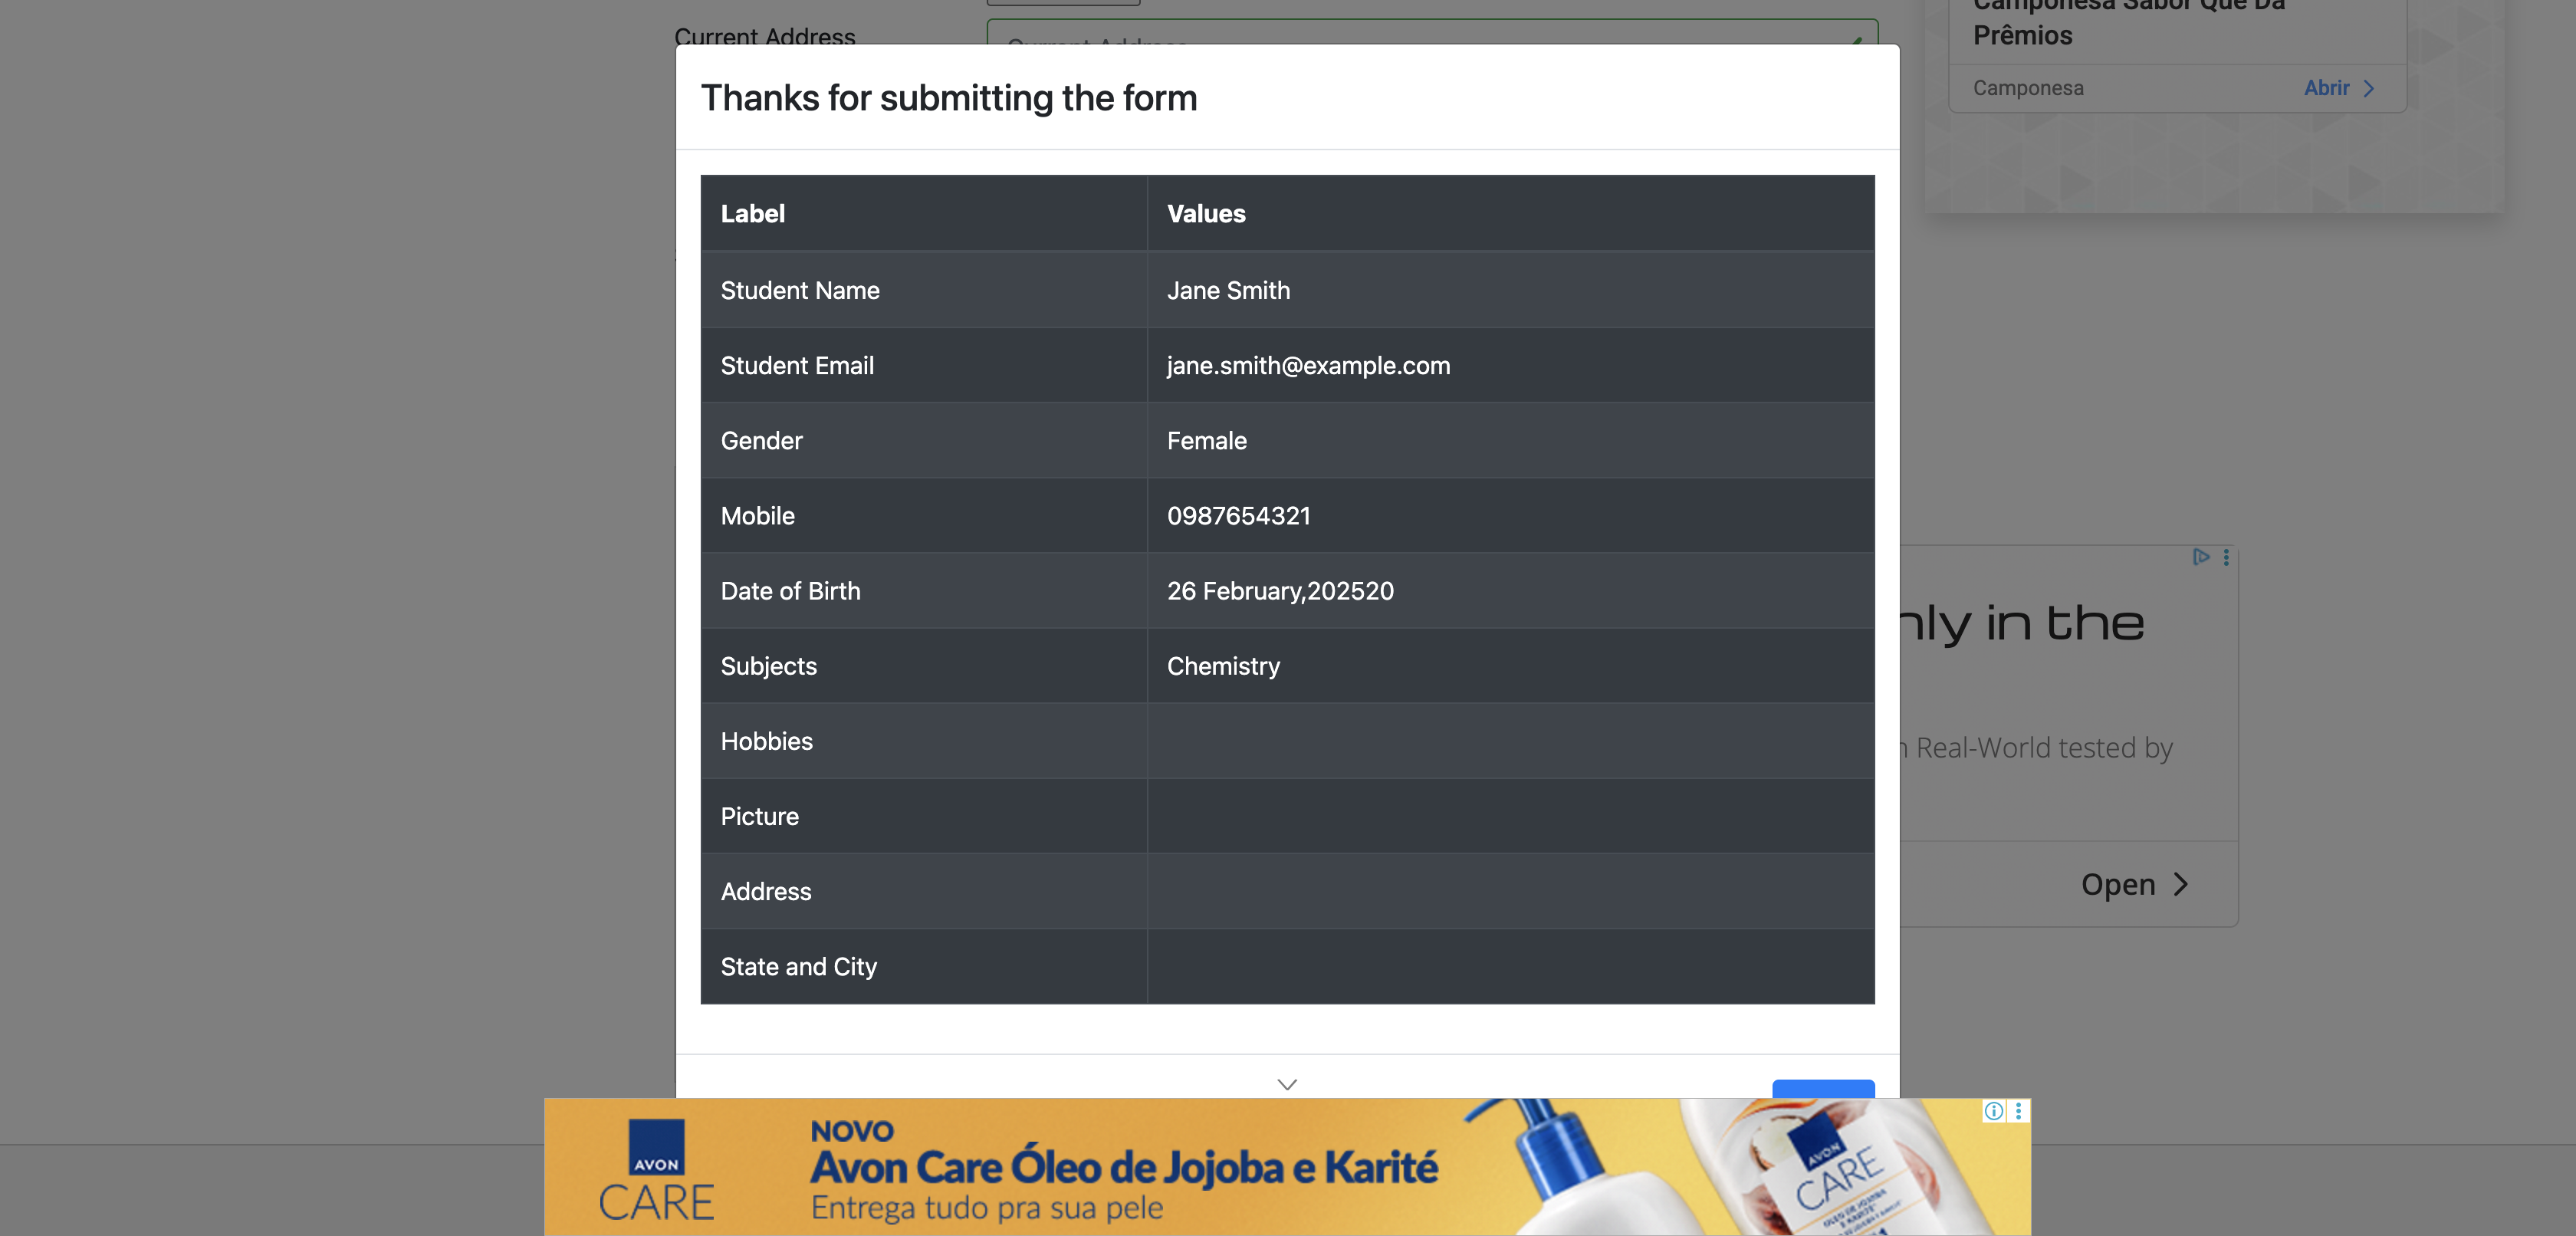 Current Address
Thanks for submitting the form
Label Values
Student Name Jane Smith
Student Email jane.smith@example.com
Gender Female
Mobile 0987654321
Date of Birth 26 February,202520
Subjects Chemistry
Hobbies
Picture
Address
State and City
Camponesa Sabor Que Dá
Prêmios
Camponesa Abrir
nly in the
Real-World tested by
Open
AVON
CARE
NOVO
Avon Care Óleo de Jojoba e Karité
Entrega tudo pra sua pele
AVON
CARE